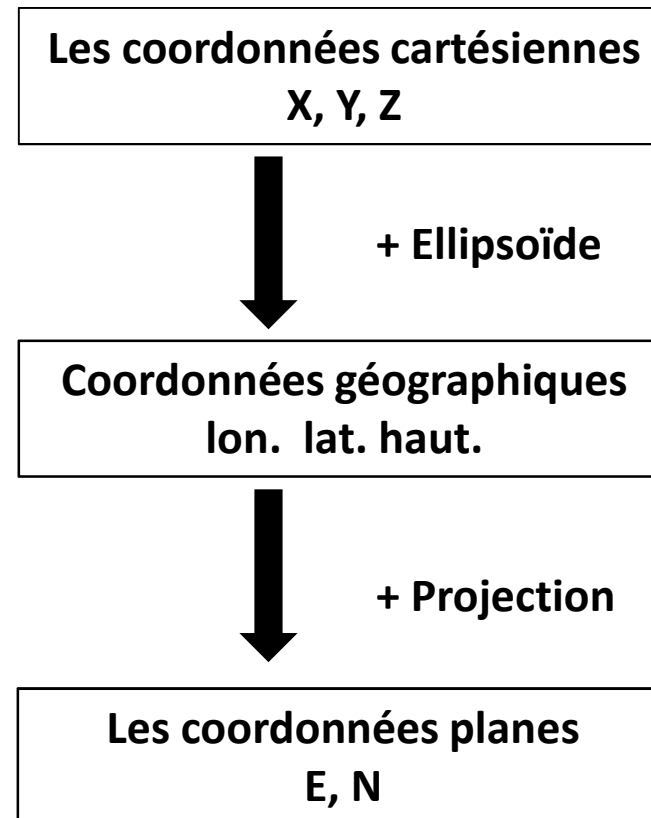 Les coordonnées cartésiennes
X, Y, Z
+ Ellipsoïde
Coordonnées géographiques
lon. lat. haut.
+ Projection
Les coordonnées planes
E, N